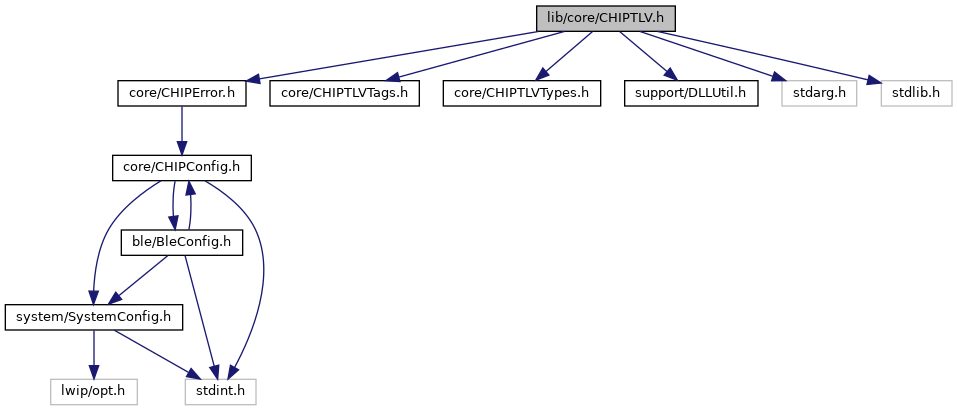 lib/core/CHIPTLV.h
core/CHIPError.h
core/CHIPTLVTags.h
core/CHIPTLVTypes.h
support/DLLUtil.h
stdarg.h
stdlib.h
core/CHIPConfig.h
ble/BleConfig.h
system/SystemConfig.h
lwip/opt.h
stdint.h